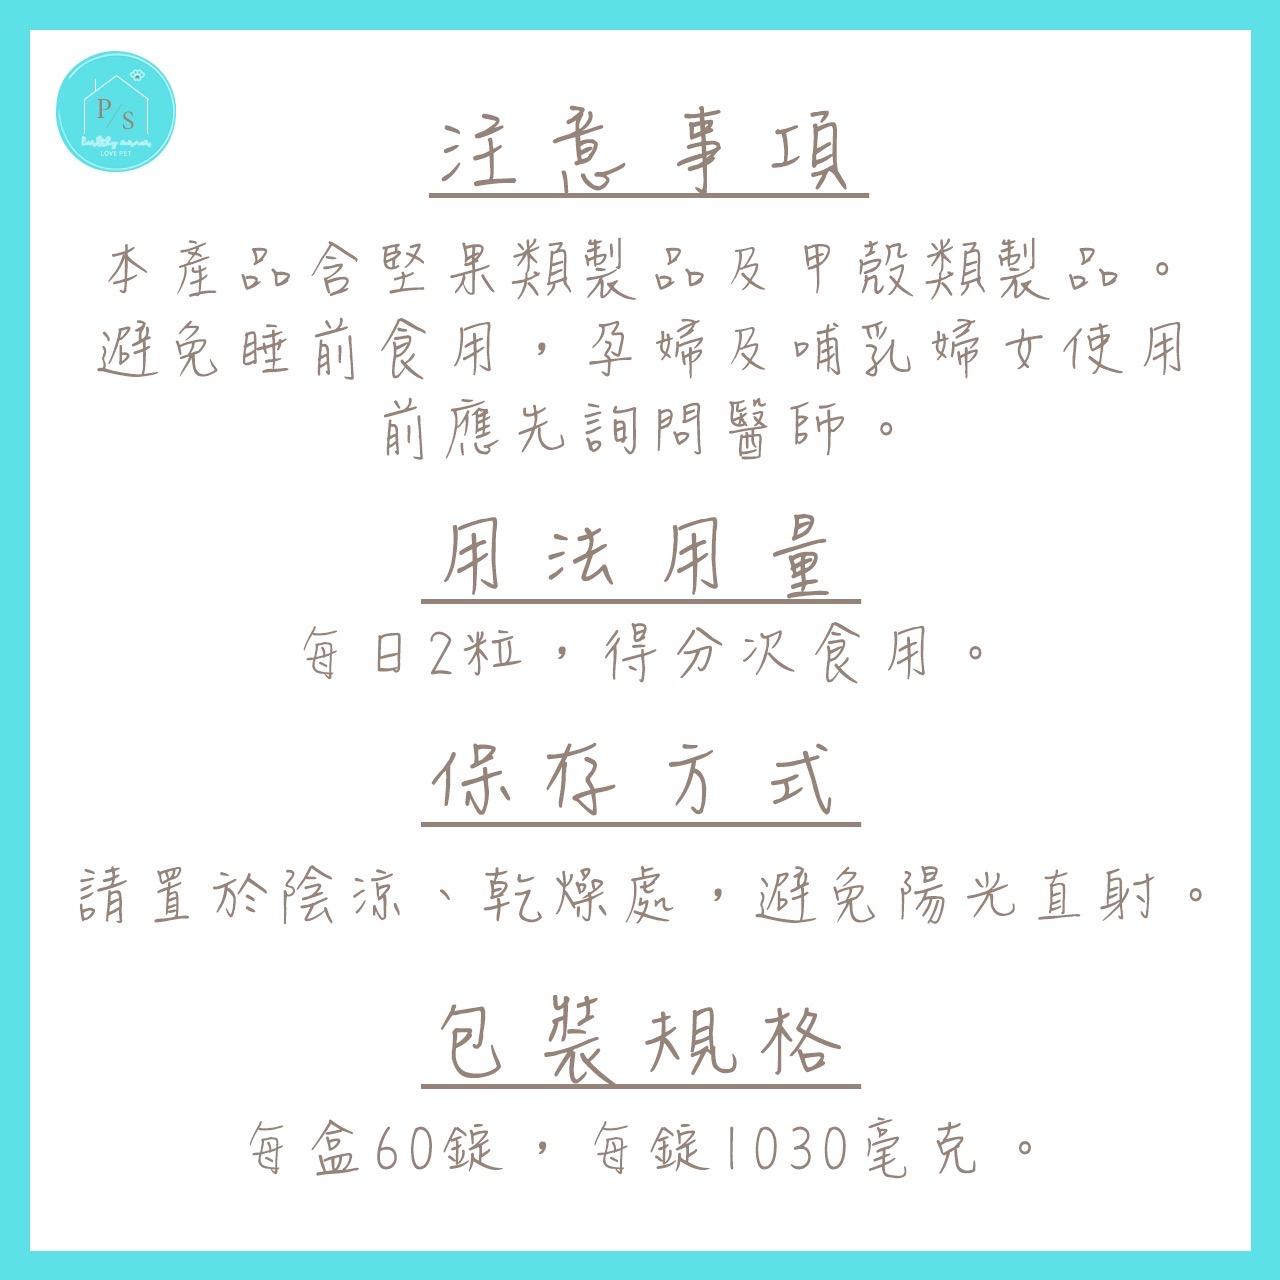 P/S
healthy corner
LOVE PET
注意事項
本產品含堅果類製品及甲殼類製品。
避免睡前食用，孕婦及哺乳婦女使用
前應先詢問醫師。
用法用量
每日2粒，得分次食用。
保存方式
請置於陰涼、乾燥處，避免陽光直射。
包裝規格
每盒60錠，每錠1030毫克。